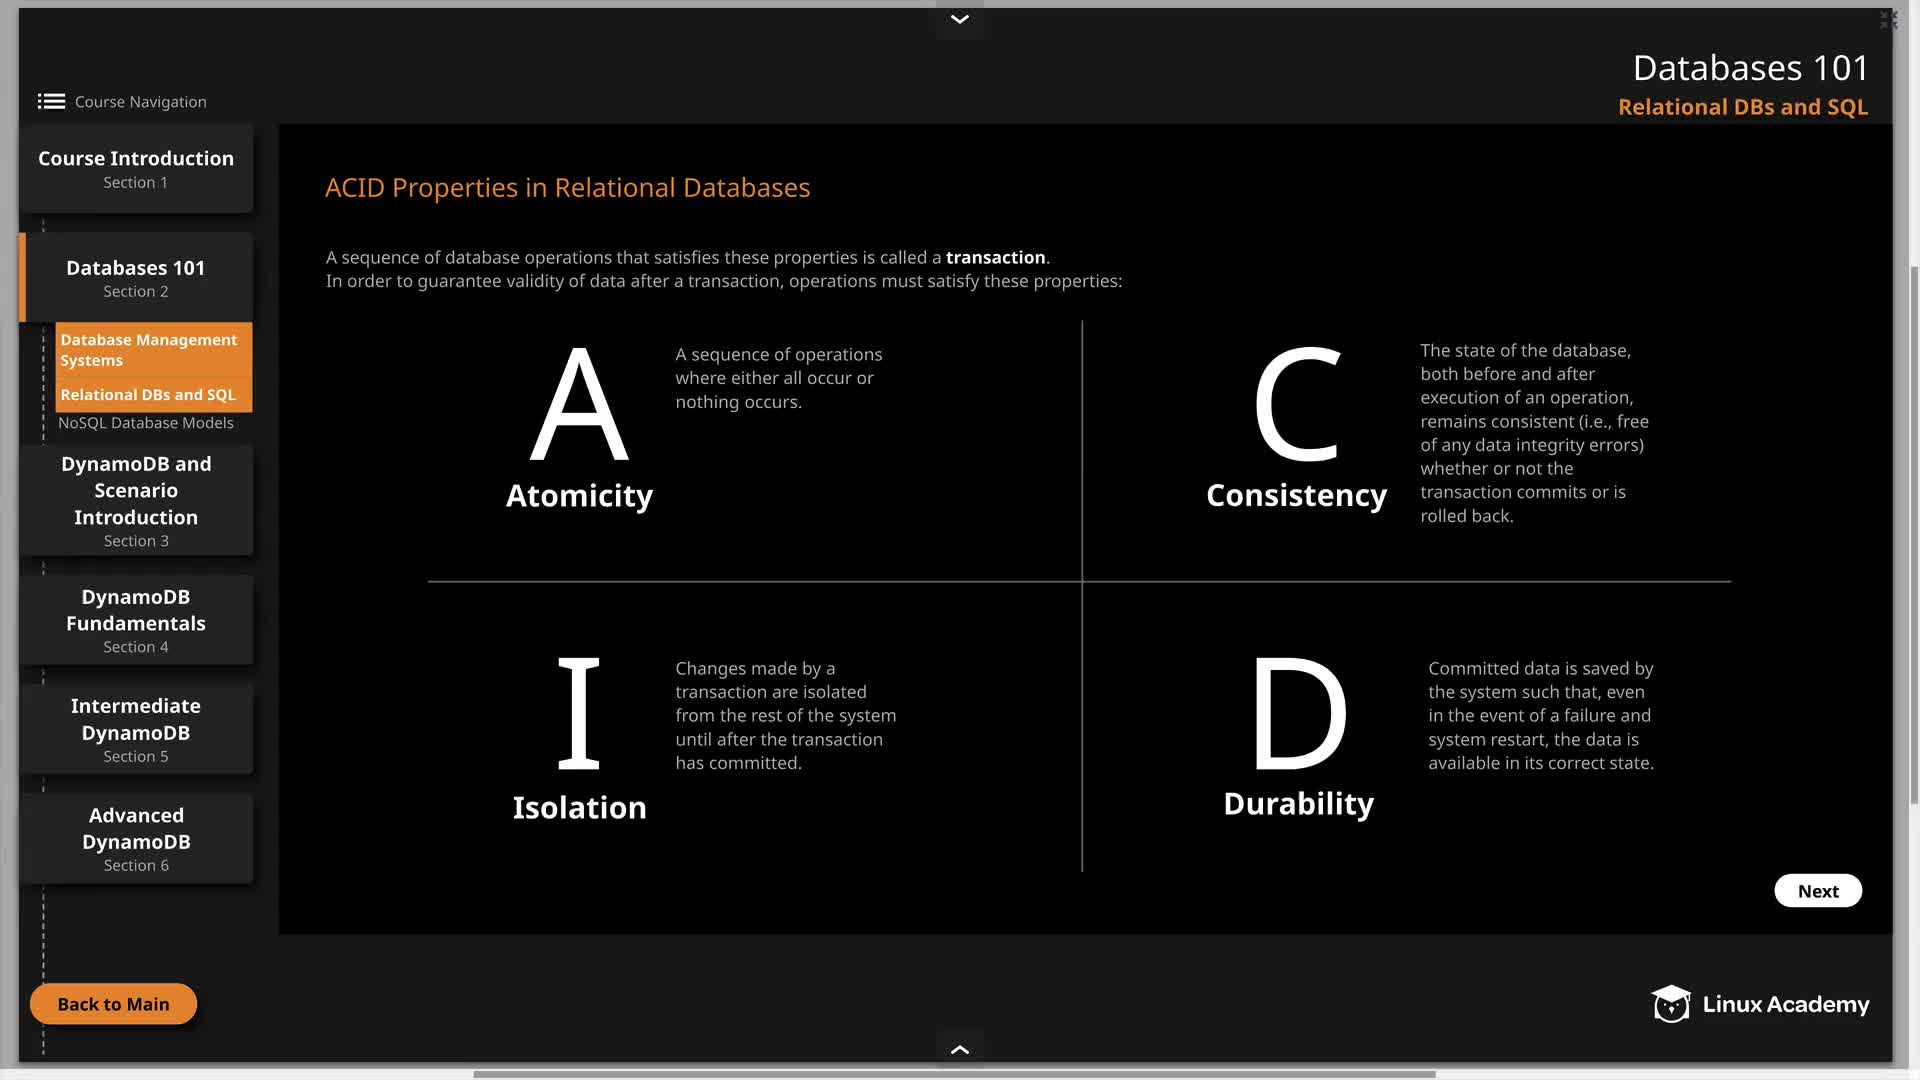 Databases 101
Relational DBs and SQL
Course Navigation
Course Introduction
Section 1
Databases 101
Section 2
Database Management
Systems
Relational DBs and SQL
NoSQL Database Models
DynamoDB and
Scenario
Introduction
Section 3
DynamoDB
Fundamentals
Section 4
Intermediate
DynamoDB
Section 5
Advanced
DynamoDB
Section 6
Back to Main
ACID Properties in Relational Databases
A sequence of database operations that satisfies these properties is called a transaction.
In order to guarantee validity of data after a transaction, operations must satisfy these properties:
A
Atomicity
A sequence of operations
where either all occur or
nothing occurs.
C
Consistency
The state of the database,
both before and after
execution of an operation,
remains consistent (i.e., free
of any data integrity errors)
whether or not the
transaction commits or is
rolled back.
I
Isolation
Changes made by a
transaction are isolated
from the rest of the system
until after the transaction
has committed.
D
Durability
Committed data is saved by
the system such that, even
in the event of a failure and
system restart, the data is
available in its correct state.
Next
Linux Academy